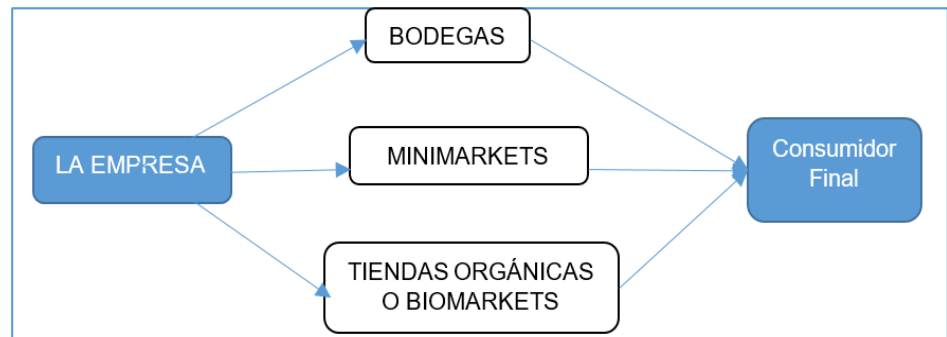 BODEGAS
LA EMPRESA
MINIMARKETS
Consumidor
Final
TIENDAS ORGÁNICAS
O BIOMARKETS